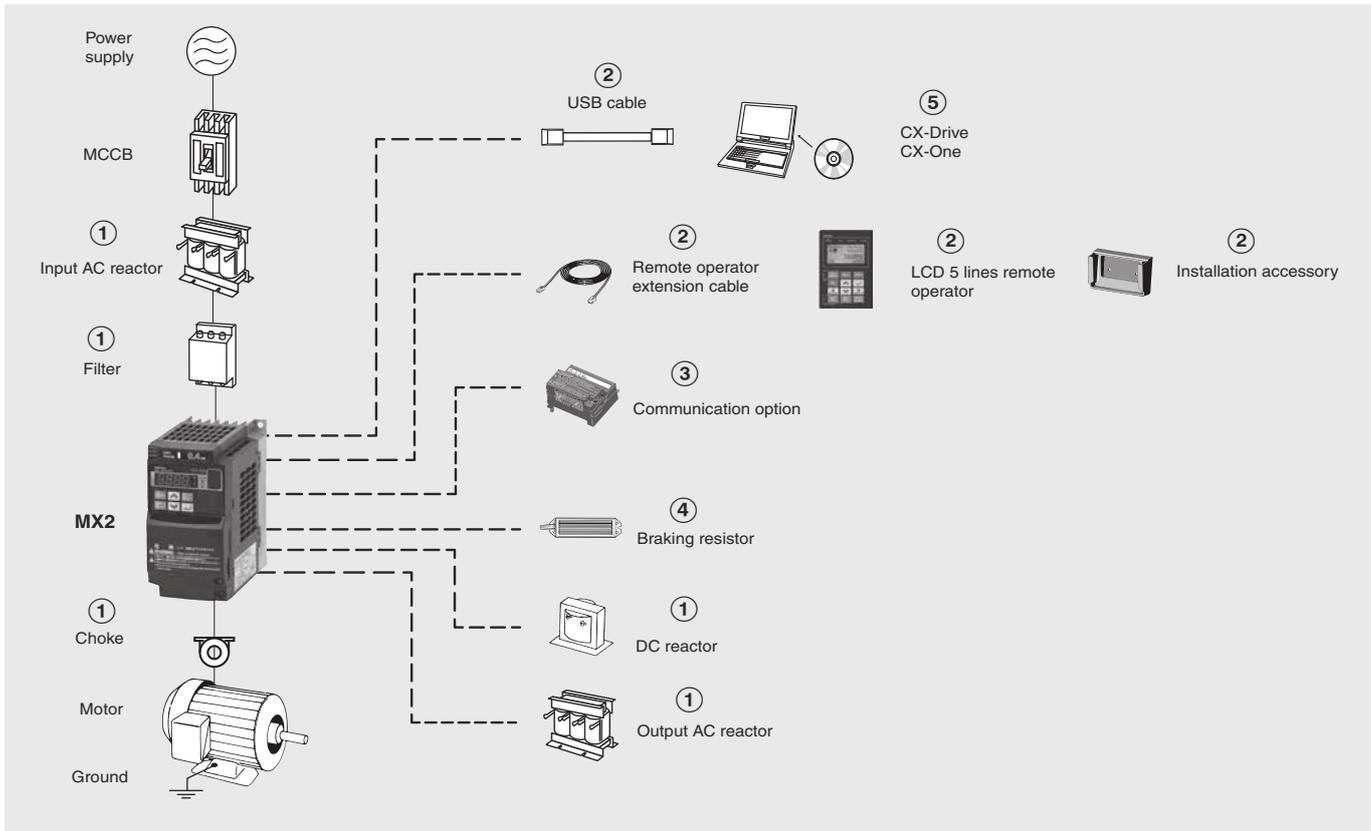 Power
supply
MCCB
①
Input AC reactor
①
Filter
MX2
①
Choke
Motor
Ground
②
USB cable
⑤
CX-Drive
CX-One
②
Remote operator
extension cable
②
LCD 5 lines remote
operator
②
Installation accessory
③
Communication option
④
Braking resistor
①
DC reactor
①
Output AC reactor